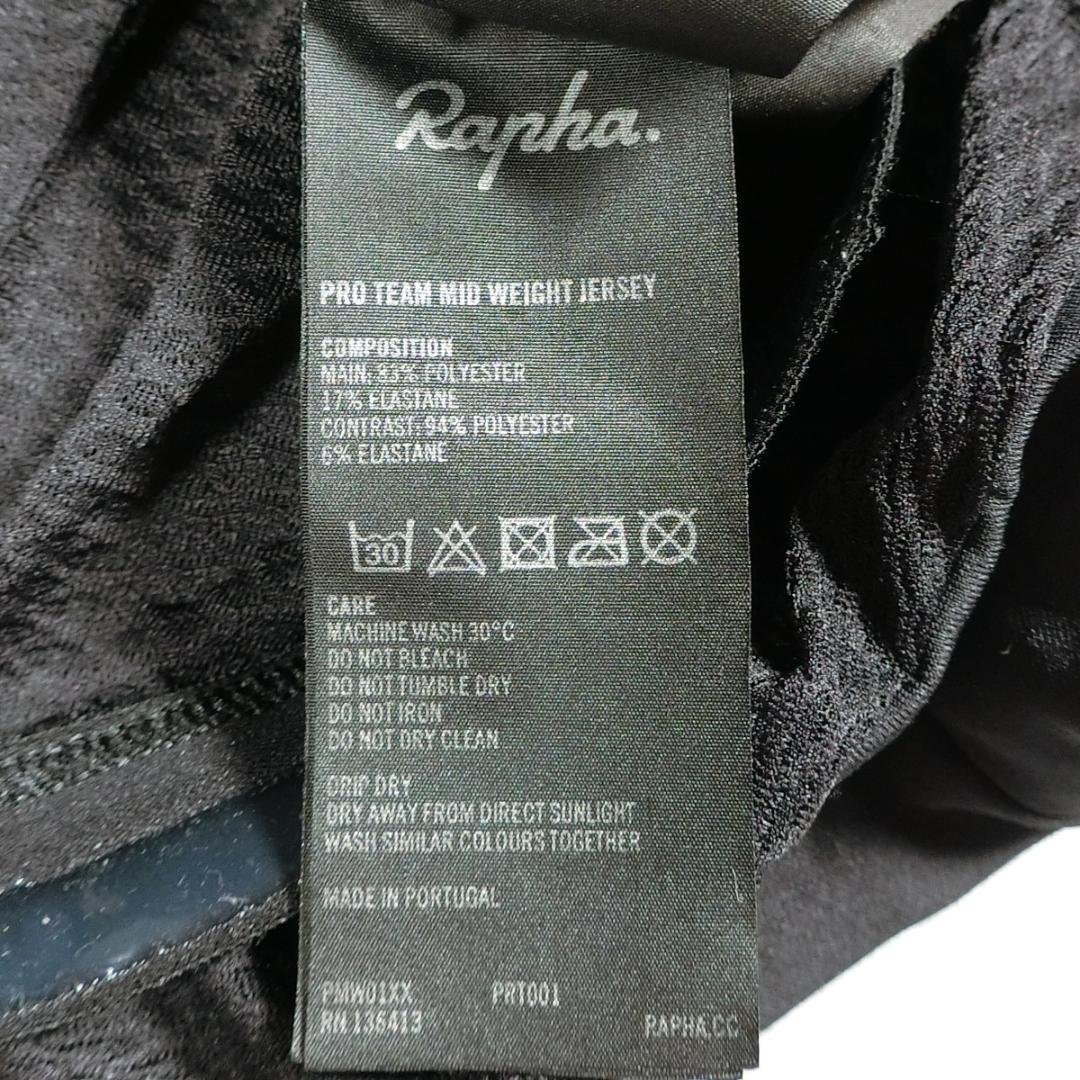 Rapha.
PRO TEAM MID WEIGHT JERSEY
COMPOSITION
MAIN: 83% POLYESTER
17% ELASTANE
CONTRAST: 94% POLYESTER
6% ELASTANE
30
CARE
MACHINE WASH 30°C
DO NOT BLEACH
DO NOT TUMBLE DRY
DO NOT IRON
DO NOT DRY CLEAN
DRIP DRY
DRY AWAY FROM DIRECT SUNLIGHT
WASH SIMILAR COLOURS TOGETHER
MADE IN PORTUGAL
PMW01XX PRT001
RN 136413 RAPHA.CC